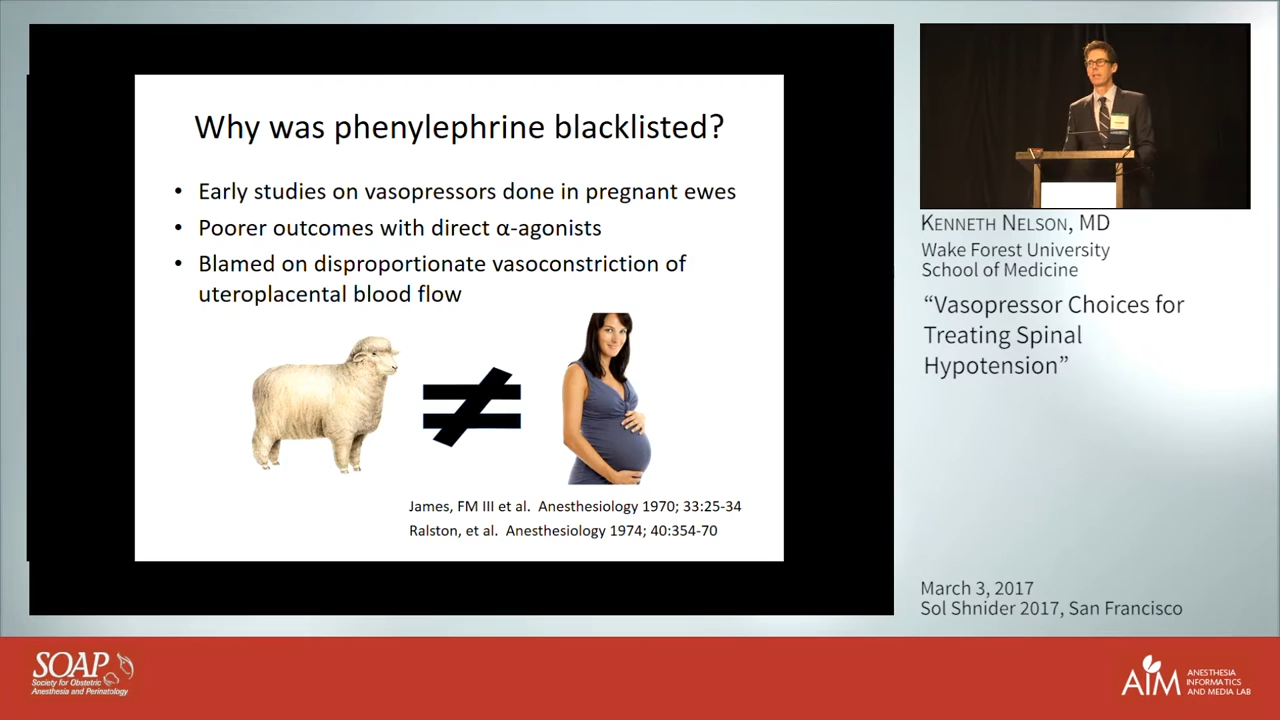 Why was phenylephrine blacklisted?
• Early studies on vasopressors done in pregnant ewes
• Poorer outcomes with direct α-agonists
• Blamed on disproportionate vasoconstriction of
uteroplacental blood flow
≠
James, FM III et al. Anesthesiology 1970; 33:25-34
Ralston, et al. Anesthesiology 1974; 40:354-70
KENNETH NELSON, MD
Wake Forest University
School of Medicine
“Vasopressor Choices for
Treating Spinal
Hypotension”
March 3, 2017
Sol Shnider 2017, San Francisco
SOAP
Society for Obstetric
Anesthesia and Perinatology
AIM
ANESTHESIA
INFORMATICS
AND MEDIA LAB